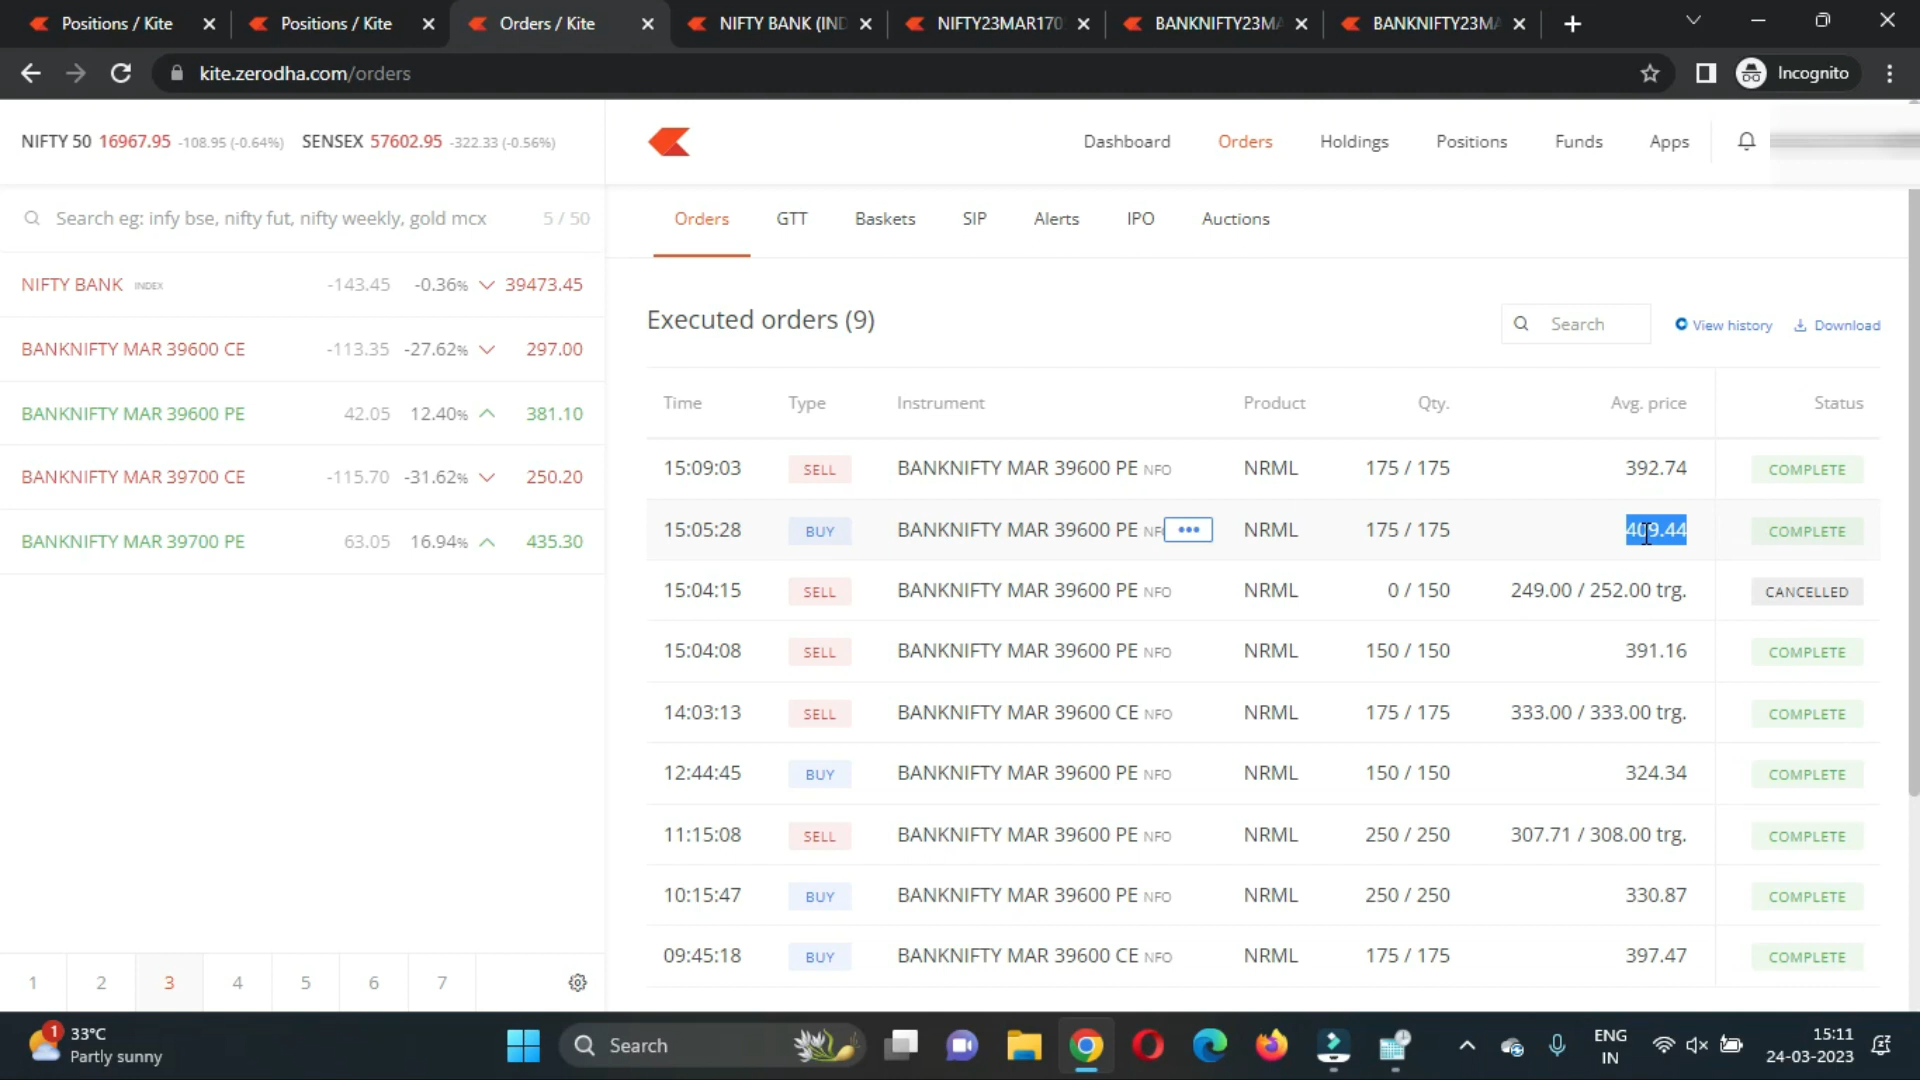 Positions / Kite
Positions / Kite
Orders / Kite
NIFTY BANK (IND
NIFTY23MAR170
BANKNIFTY23MA
BANKNIFTY23MA
kite.zerodha.com/orders
Incognito
NIFTY 50 16967.95 -108.95 (-0.64%) SENSEX 57602.95 -322.33 (-0.56%)
Dashboard Orders Holdings Positions Funds Apps
Search eg: infy bse, nifty fut, nifty weekly, gold mcx 5 / 50
NIFTY BANK INDEX -143.45 -0.36% 39473.45
BANKNIFTY MAR 39600 CE -113.35 -27.62% 297.00
BANKNIFTY MAR 39600 PE 42.05 12.40% 381.10
BANKNIFTY MAR 39700 CE -115.70 -31.62% 250.20
BANKNIFTY MAR 39700 PE 63.05 16.94% 435.30
1 2 3 4 5 6 7
Orders GTT Baskets SIP Alerts IPO Auctions
Executed orders (9)
Search View history Download
Time Type Instrument Product Qty. Avg. price Status
15:09:03 SELL BANKNIFTY MAR 39600 PE NFO NRML 175 / 175 392.74 COMPLETE
15:05:28 BUY BANKNIFTY MAR 39600 PE NF ••• NRML 175 / 175 409.44 COMPLETE
15:04:15 SELL BANKNIFTY MAR 39600 PE NFO NRML 0 / 150 249.00 / 252.00 trg. CANCELLED
15:04:08 SELL BANKNIFTY MAR 39600 PE NFO NRML 150 / 150 391.16 COMPLETE
14:03:13 SELL BANKNIFTY MAR 39600 CE NFO NRML 175 / 175 333.00 / 333.00 trg. COMPLETE
12:44:45 BUY BANKNIFTY MAR 39600 PE NFO NRML 150 / 150 324.34 COMPLETE
11:15:08 SELL BANKNIFTY MAR 39600 PE NFO NRML 250 / 250 307.71 / 308.00 trg. COMPLETE
10:15:47 BUY BANKNIFTY MAR 39600 PE NFO NRML 250 / 250 330.87 COMPLETE
09:45:18 BUY BANKNIFTY MAR 39600 CE NFO NRML 175 / 175 397.47 COMPLETE
1
33°C
Partly sunny
Search
ENG
IN
15:11
24-03-2023